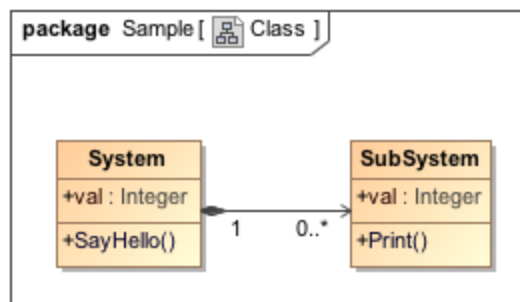 package Sample [ Class ]
System
+val : Integer
+SayHello()
1
0..*
SubSystem
+val : Integer
+Print()